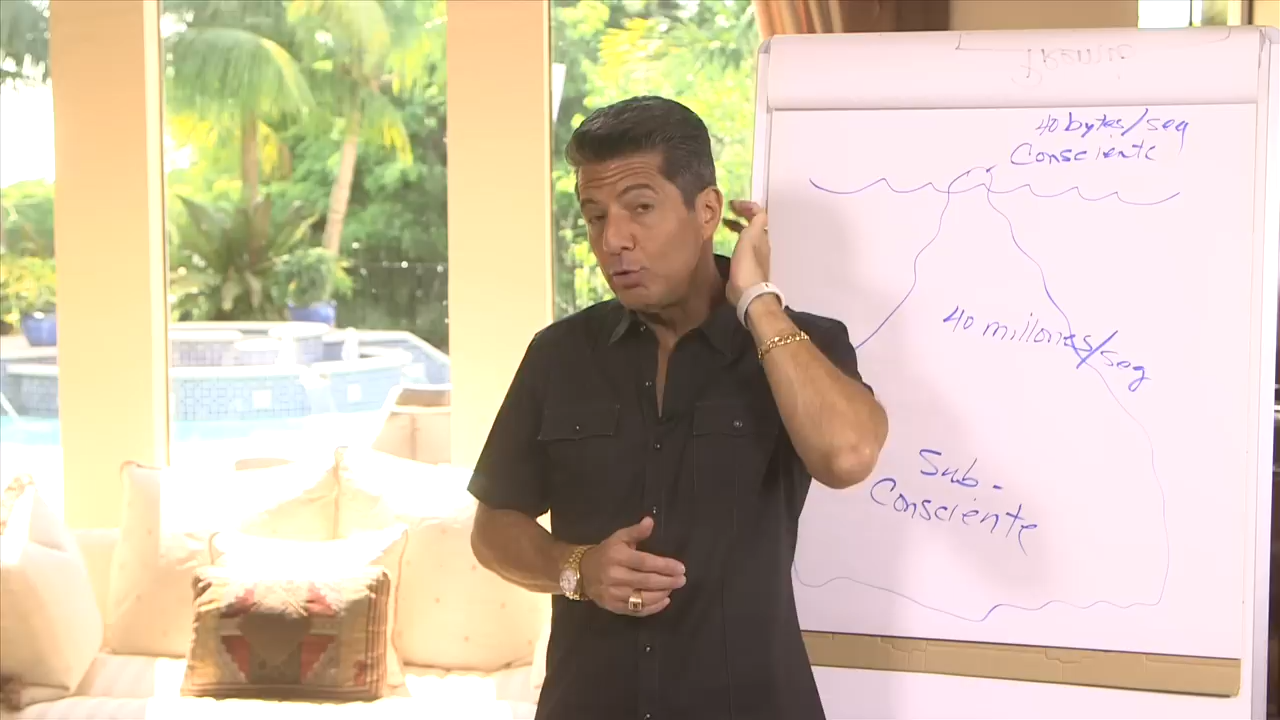 40 bytes/seg
Consciente
40 millones/seg
Sub-
Consciente